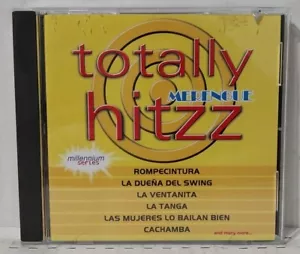 totally
MERENGUE
hitzz
millennium
series
ROMPECINTURA
LA DUEÑA DEL SWING
LA VENTANITA
LA TANGA
LAS MUJERES LO BAILAN BIEN
CACHAMBA
and many more...